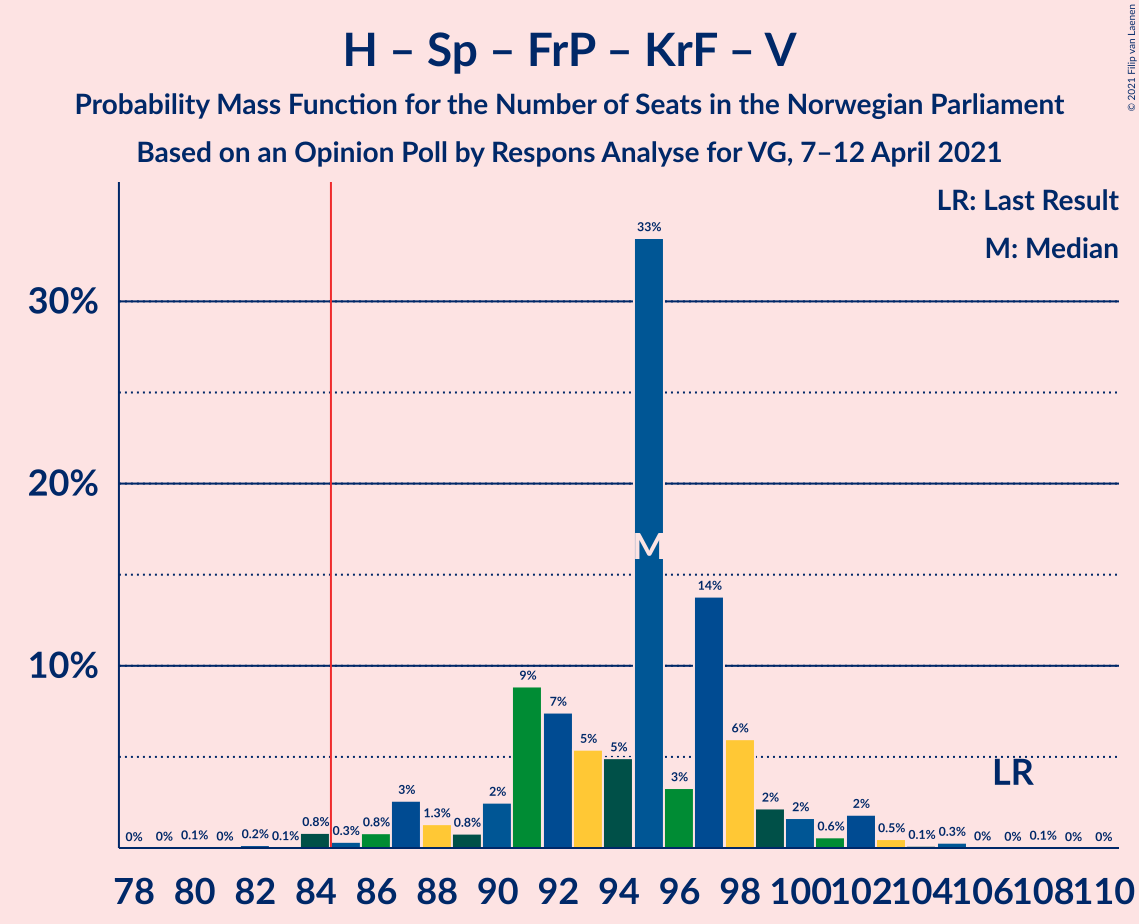 H – Sp – FrP – KrF – V
Probability Mass Function for the Number of Seats in the Norwegian Parliament
Based on an Opinion Poll by Respons Analyse for VG, 7–12 April 2021
© 2021 Filip van Laenen
LR: Last Result
M: Median
30%
20%
10%
0% 0% 0.1% 0% 0.2% 0.1% 0.8% 0.3% 0.8% 3% 1.3% 0.8% 2% 9% 7% 5% 5% 33% 3% 14% 6% 2% 2% 0.6% 2% 0.5% 0.1% 0.3% 0% 0% 0.1% 0% 0%
M
LR
78 80 82 84 86 88 90 92 94 96 98 100 102 104 106 108 110